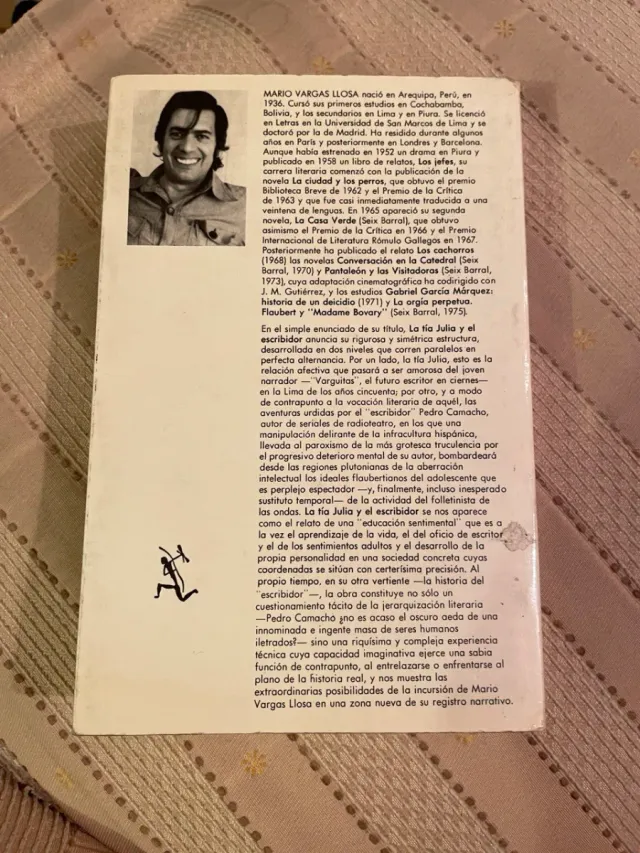 MARIO VARGAS LLOSA nació en Arequipa, Perú, en
1936. Cursó sus primeros estudios en Cochabamba,
Bolivia, y los secundarios en Lima y en Piura. Se licenció
en Letras en la Universidad de San Marcos de Lima y se
doctoró por la de Madrid. Ha residido durante algunos
años en París y posteriormente en Londres y Barcelona.
Aunque había estrenado en 1952 un drama en Piura y
publicado en 1958 un libro de relatos, Los jefes, su
carrera literaria comenzó con la publicación de la
novela La ciudad y los perros, que obtuvo el premio
Biblioteca Breve de 1962 y el Premio de la Crítica
de 1963 y que fue casi inmediatamente traducida a una
veintena de lenguas. En 1965 apareció su segunda
novela, La Casa Verde (Seix Barral), que obtuvo
asimismo el Premio de la Crítica en 1966 y el Premio
Internacional de Literatura Rómulo Gallegos en 1967.
Posteriormente ha publicado el relato Los cachorros
(1968) las novelas Conversación en la Catedral (Seix
Barral, 1970) y Pantaleón y las Visitadoras (Seix Barral,
1973), cuya adaptación cinematográfica ha codirigido con
J. M. Gutiérrez, y los estudios Gabriel García Márquez:
historia de un deicidio (1971) y La orgía perpetua.
Flaubert y "Madame Bovary" (Seix Barral, 1975).
En el simple enunciado de su título, La tía Julia y el
escribidor anuncia su rigurosa y simétrica estructura,
desarrollada en dos niveles que corren paralelos en
perfecta alternancia. Por un lado, la tía Julia, esto es la
relación afectiva que pasará a ser amorosa del joven
narrador —"Varguitas", el futuro escritor en ciernes—
en la Lima de los años cincuenta; por otro, y a modo
de contrapunto a la vocación literaria de aquél, las
aventuras urdidas por el "escribidor" Pedro Camacho,
autor de seriales de radioteatro, en los que una
manipulación delirante de la infracultura hispánica,
llevada al paroxismo de la más grotesca truculencia por
el progresivo deterioro mental de su autor, bombardeará
desde las regiones plutonianas de la aberración
intelectual los ideales flaubertianos del adolescente que
es perplejo espectador —y, finalmente, incluso inesperado
sustituto temporal— de la actividad del folletinista de
las ondas. La tía Julia y el escribidor se nos aparece
como el relato de una "educación sentimental" que es a
la vez el aprendizaje de la vida, el del oficio de escritor
y el de los sentimientos adultos y el desarrollo de la
propia personalidad en una sociedad concreta cuyas
coordenadas se sitúan con certerísima precisión. Al
propio tiempo, en su otra vertiente —la historia del
"escribidor"—, la obra constituye no sólo un
cuestionamiento tácito de la jerarquización literaria
—Pedro Camacho ¿no es acaso el oscuro aeda de una
innominada e ingente masa de seres humanos
iletrados?— sino una riquísima y compleja experiencia
técnica cuya capacidad imaginativa ejerce una sabia
función de contrapunto, al entrelazarse o enfrentarse al
plano de la historia real, y nos muestra las
extraordinarias posibilidades de la incursión de Mario
Vargas Llosa en una zona nueva de su registro narrativo.